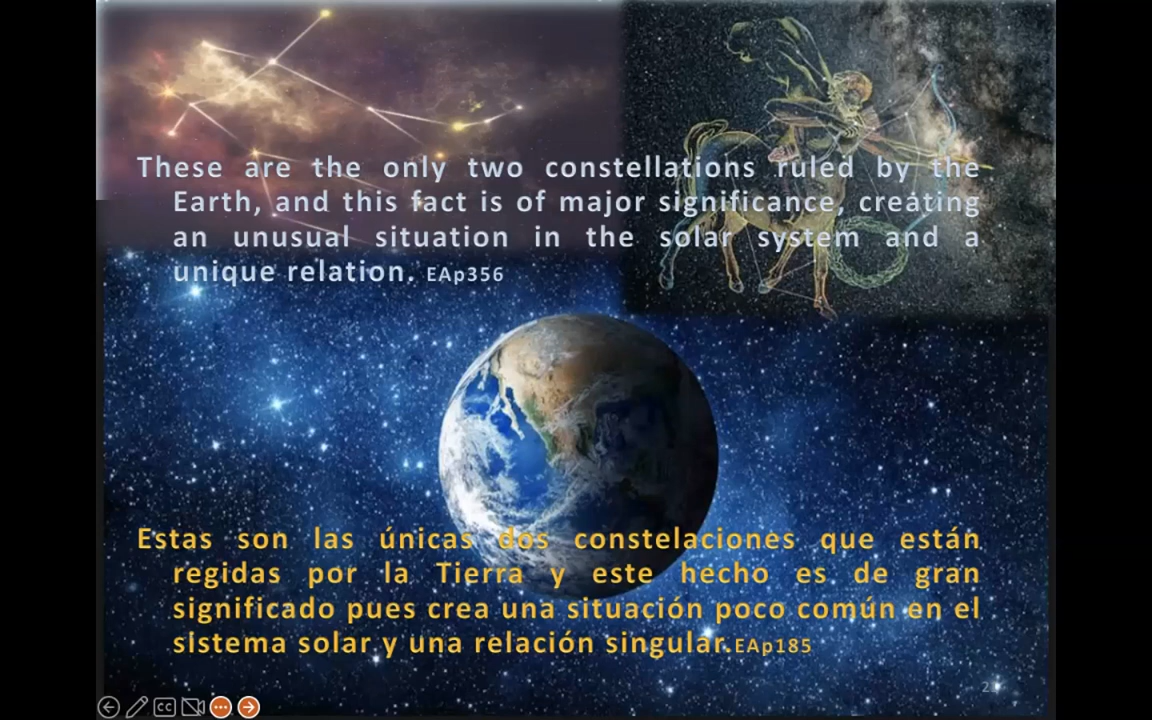 These are the only two constellations ruled by the
Earth, and this fact is of major significance, creating
an unusual situation in the solar system and a
unique relation. EAp356
Estas son las únicas dos constelaciones que están
regidas por la Tierra y este hecho es de gran
significado pues crea una situación poco común en el
sistema solar y una relación singular.EAp185
CC